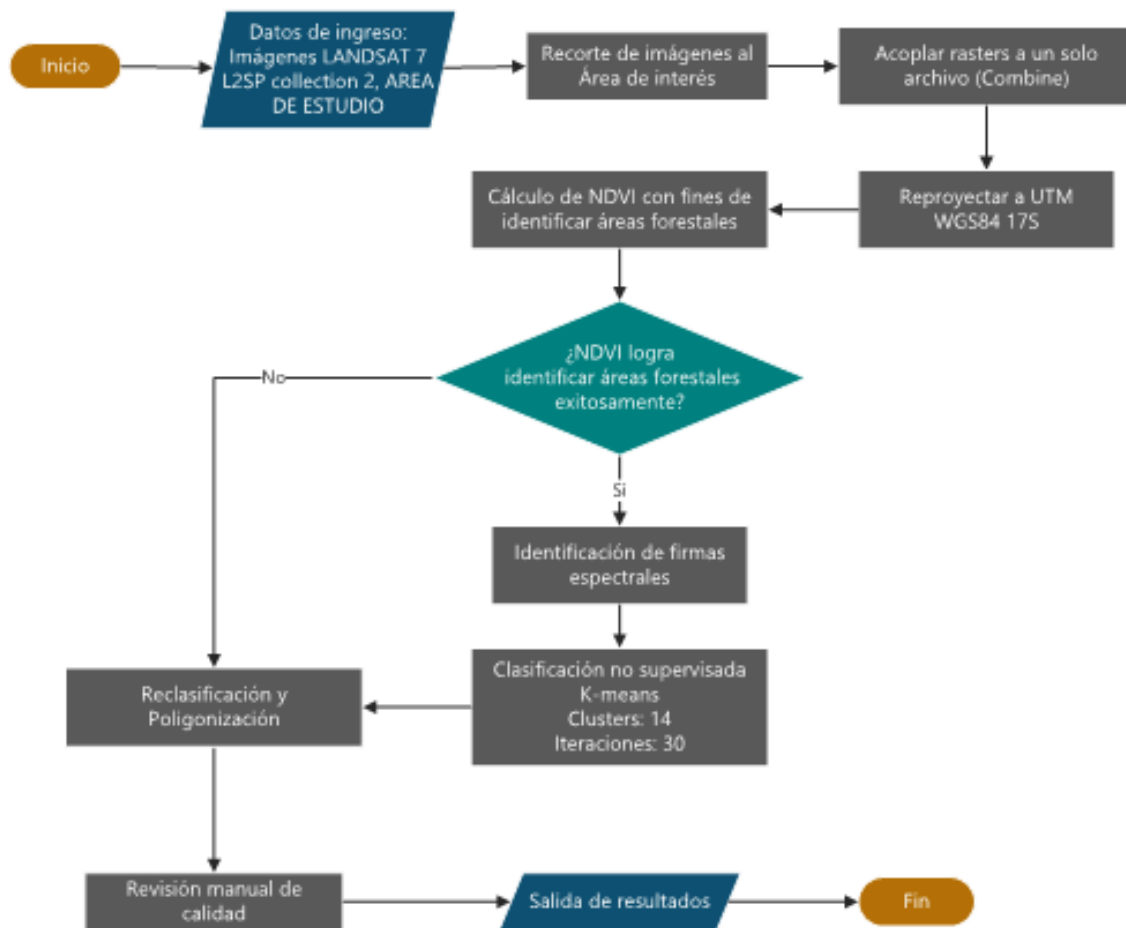 Inicio
Datos de ingreso:
Imágenes LANDSAT 7
L2SP collection 2, AREA
DE ESTUDIO
Recorte de imágenes al
Área de interés
Acoplar rasters a un solo
archivo (Combine)
Cálculo de NDVI con fines de
identificar áreas forestales
Reproyectar a UTM
WGS84 17S
¿NDVI logra
identificar áreas forestales
exitosamente?
No
Si
Identificación de firmas
espectrales
Clasificación no supervisada
K-means
Clusters: 14
Iteraciones: 30
Reclasificación y
Poligonización
Revisión manual de
calidad
Salida de resultados
Fin